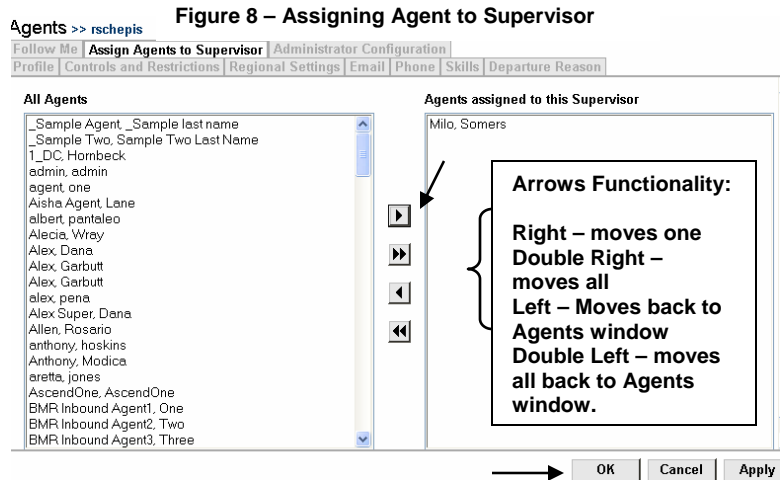 Figure 8 – Assigning Agent to Supervisor
Agents >> rschepis
Follow Me Assign Agents to Supervisor Administrator Configuration
Profile Controls and Restrictions Regional Settings Email Phone Skills Departure Reason
All Agents
_Sample Agent, _Sample last name
_Sample Two, Sample Two Last Name
1_DC, Hornbeck
admin, admin
agent, one
Aisha Agent, Lane
albert, pantaleo
Alecia, Wray
Alex, Dana
Alex, Garbutt
Alex, Garbutt
alex, pena
Alex Super, Dana
Allen, Rosario
anthony, hoskins
Anthony, Modica
aretta, jones
AscendOne, AscendOne
BMR Inbound Agent1, One
BMR Inbound Agent2, Two
BMR Inbound Agent3, Three
Agents assigned to this Supervisor
Milo, Somers
Arrows Functionality:
Right – moves one
Double Right –
moves all
Left – Moves back to
Agents window
Double Left – moves
all back to Agents
window.
OK Cancel Apply